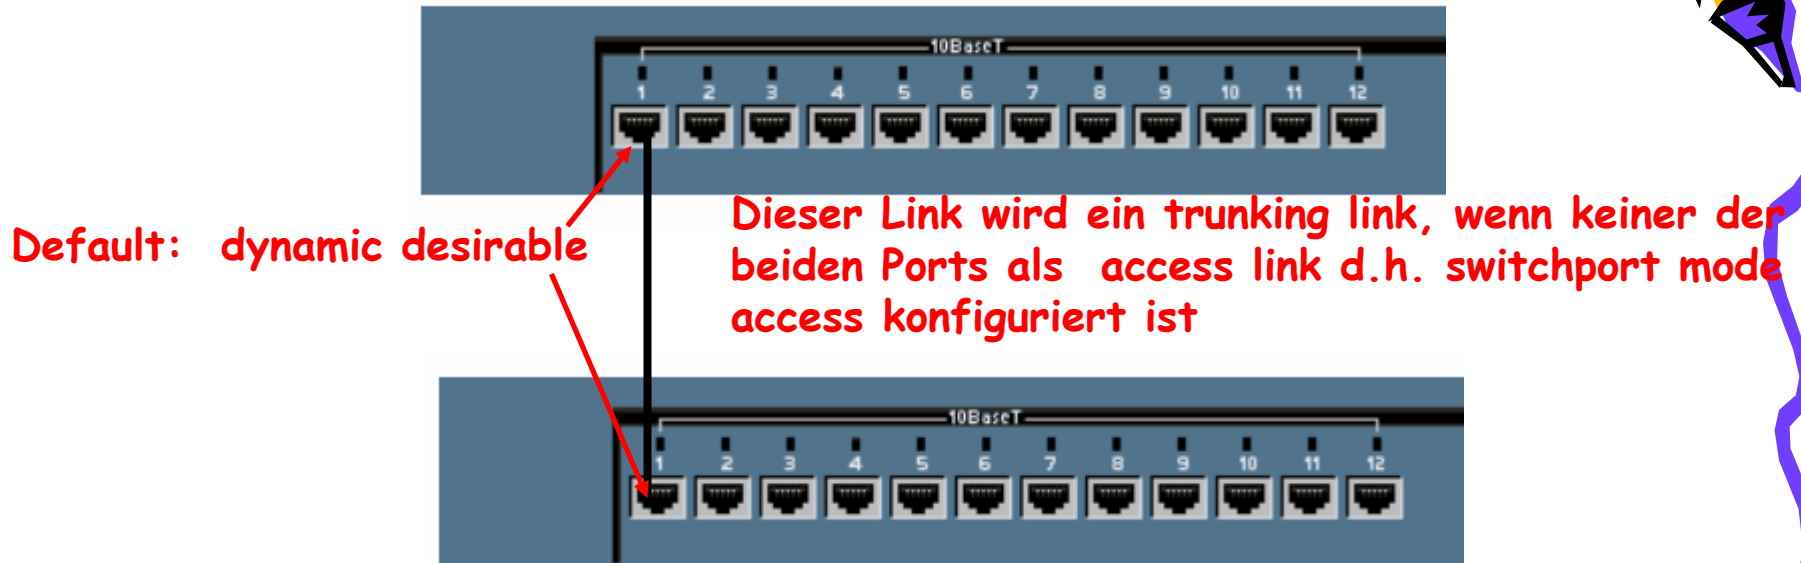 10BaseT
1 2 3 4 5 6 7 8 9 10 11 12
Default: dynamic desirable
Dieser Link wird ein trunking link, wenn keiner der
beiden Ports als access link d.h. switchport mode
access konfiguriert ist
10BaseT
1 2 3 4 5 6 7 8 9 10 11 12